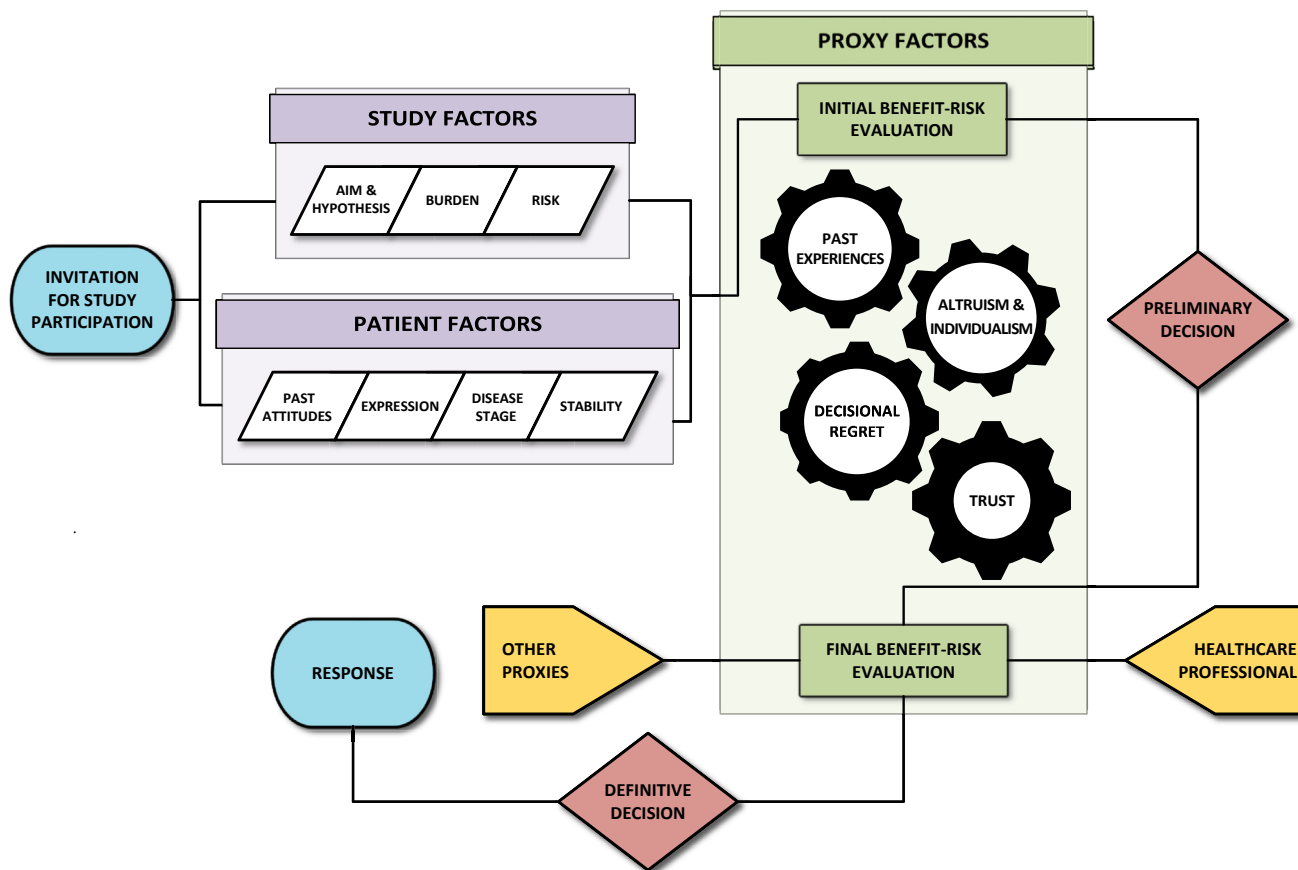 PROXY FACTORS
INITIAL BENEFIT-RISK
EVALUATION
STUDY FACTORS
AIM &
HYPOTHESIS
BURDEN
RISK
INVITATION
FOR STUDY
PARTICIPATION
PATIENT FACTORS
PAST
ATTITUDES
EXPRESSION
DISEASE
STAGE
STABILITY
PAST
EXPERIENCES
ALTRUISM &
INDIVIDUALISM
DECISIONAL
REGRET
TRUST
PRELIMINARY
DECISION
OTHER
PROXIES
FINAL BENEFIT-RISK
EVALUATION
HEALTHCARE
PROFESSIONAL
RESPONSE
DEFINITIVE
DECISION